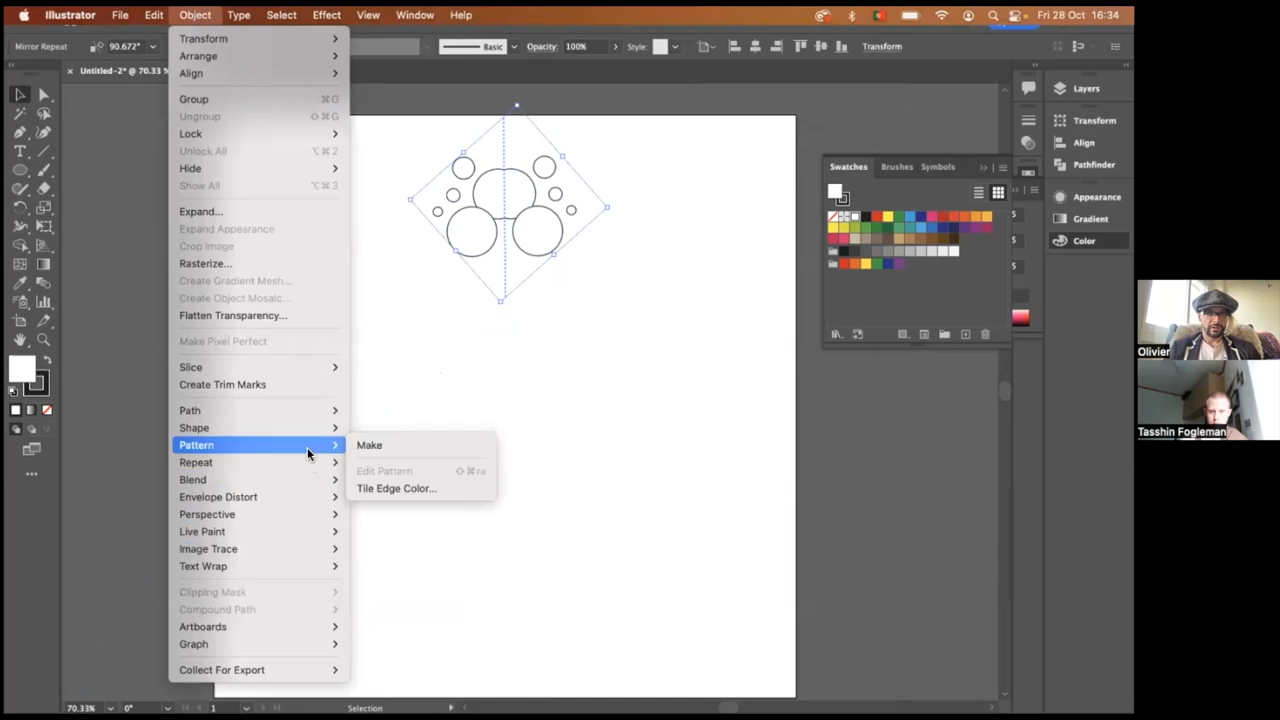 Illustrator File Edit Object Type Select Effect View Window Help Fri 28 Oct 16:34
Mirror Repeat 90.672° Basic Opacity: 100% Style: Transform
Untitled-2* @ 70.33 %
Transform
Arrange
Align
Group ⌘G
Ungroup ⇧⌘G
Lock
Unlock All ⌥⌘2
Hide
Show All ⌥⌘3
Expand...
Expand Appearance
Crop Image
Rasterize...
Create Gradient Mesh...
Create Object Mosaic...
Flatten Transparency...
Make Pixel Perfect
Slice
Create Trim Marks
Path
Shape
Pattern
Repeat
Blend
Envelope Distort
Perspective
Live Paint
Image Trace
Text Wrap
Clipping Mask
Compound Path
Artboards
Graph
Collect For Export
Make
Edit Pattern
Tile Edge Color...
Swatches Brushes Symbols
Layers
Transform
Align
Pathfinder
Appearance
Gradient
Color
Olivier
Tasshin Fogleman
70.33% 0° 1 Selection